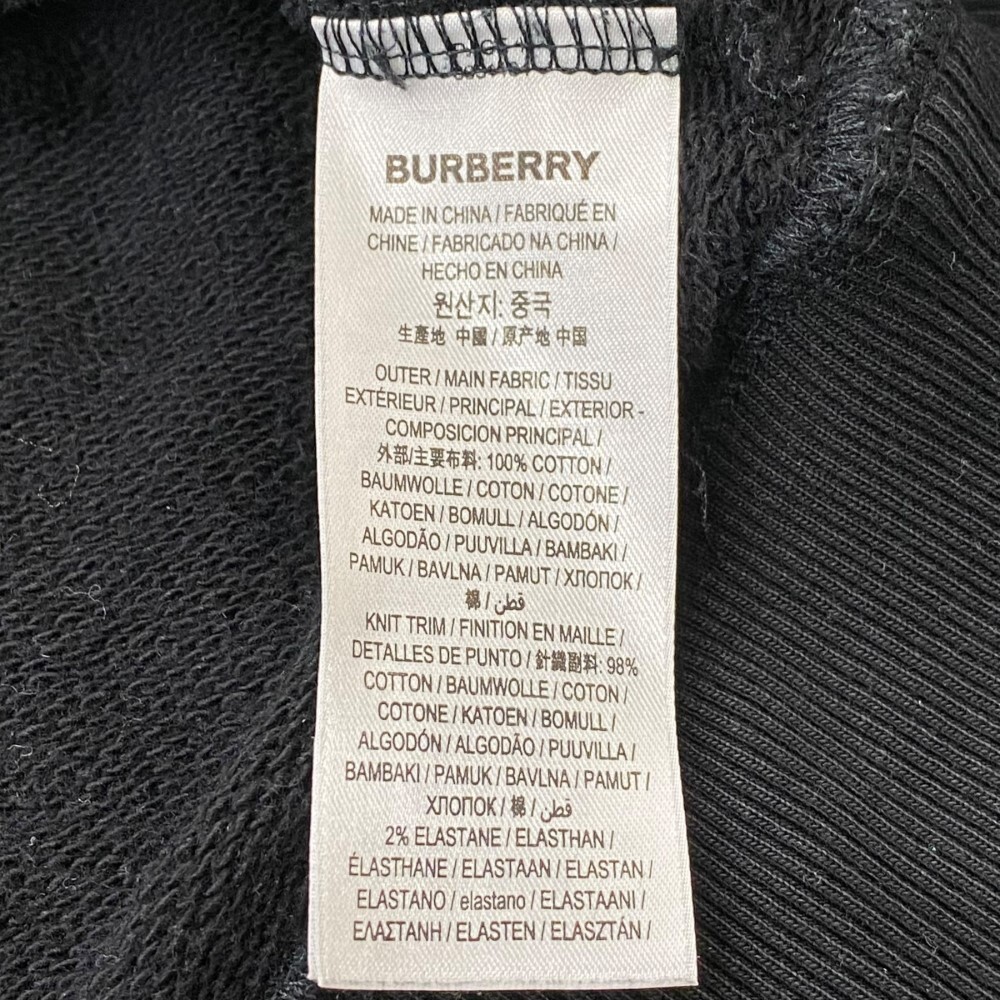 BURBERRY
MADE IN CHINA / FABRIQUÉ EN
CHINE / FABRICADO NA CHINA /
HECHO EN CHINA
원산지: 중국
生產地 中國 / 原产地 中国
OUTER / MAIN FABRIC / TISSU
EXTÉRIEUR / PRINCIPAL / EXTERIOR -
COMPOSICION PRINCIPAL /
外部/主要布料: 100% COTTON /
BAUMWOLLE / COTON / COTONE /
KATOEN / BOMULL / ALGODÓN /
ALGODÃO / PUUVILLA / BAMBAKI /
PAMUK / BAVLNA / PAMUT / ХЛОПОК /
棉 / قطن
KNIT TRIM / FINITION EN MAILLE /
DETALLES DE PUNTO / 針織副料: 98%
COTTON / BAUMWOLLE / COTON /
COTONE / KATOEN / BOMULL /
ALGODÓN / ALGODÃO / PUUVILLA /
BAMBAKI / PAMUK / BAVLNA / PAMUT /
ХЛОПОК / 棉 / قطن
2% ELASTANE / ELASTHAN /
ÉLASTHANE / ELASTAAN / ELASTAN /
ELASTANO / elastano / ELASTAANI /
ΕΛΑΣΤΑΝΗ / ELASTEN / ELASZTÁN /